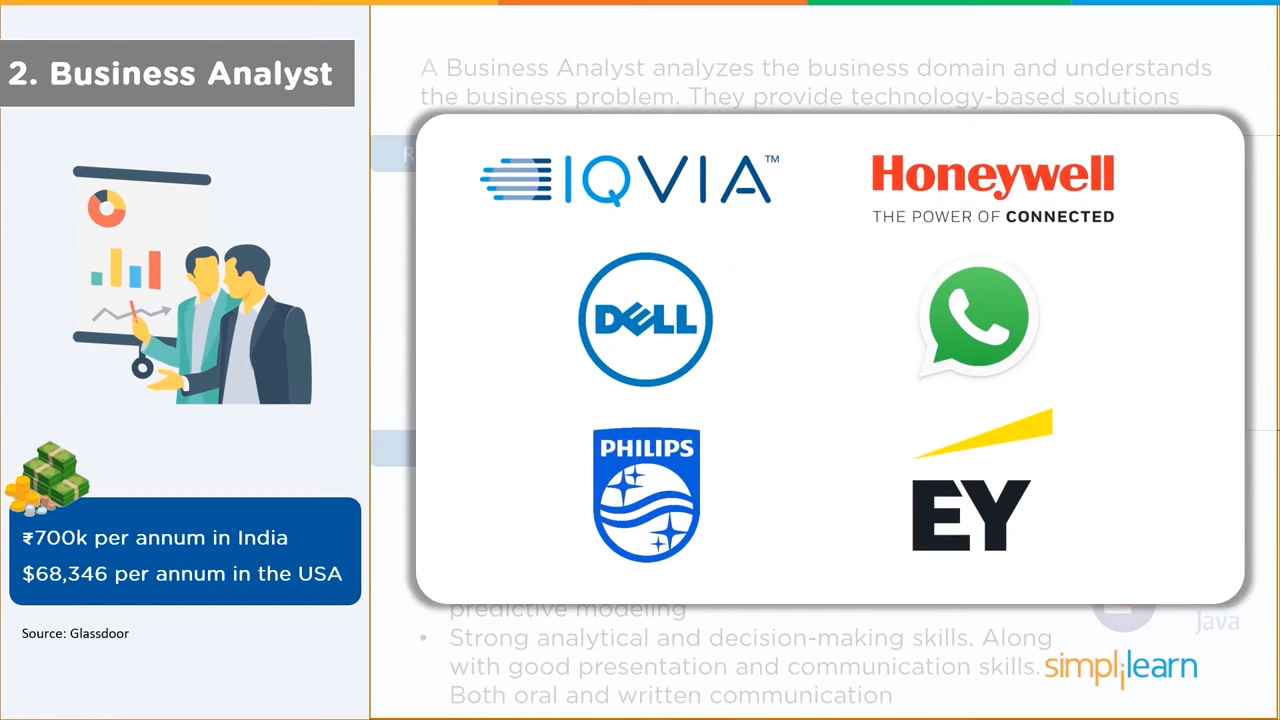 2. Business Analyst
A Business Analyst analyzes the business domain and understands
the business problem. They provide technology-based solutions
R
IQVIA™
Honeywell
THE POWER OF CONNECTED
DELL
PHILIPS
EY
₹700k per annum in India
$68,346 per annum in the USA
Source: Glassdoor
predictive modeling
• Strong analytical and decision-making skills. Along
with good presentation and communication skills.
Both oral and written communication
Java
simplilearn